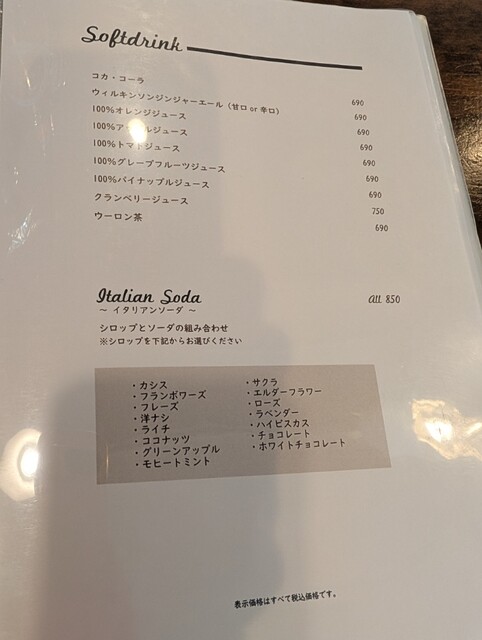 Softdrink
コカ・コーラ 690
ウィルキンソンジンジャーエール（甘口 or 辛口） 690
100%オレンジジュース 690
100%アップルジュース 690
100%トマトジュース 690
100%グレープフルーツジュース 690
100%パイナップルジュース 690
クランベリージュース 750
ウーロン茶 690
Italian Soda ALL 850
～ イタリアンソーダ ～
シロップとソーダの組み合わせ
※シロップを下記からお選びください
・カシス
・フランボワーズ
・フレーズ
・洋ナシ
・ライチ
・ココナッツ
・グリーンアップル
・モヒートミント
・サクラ
・エルダーフラワー
・ローズ
・ラベンダー
・ハイビスカス
・チョコレート
・ホワイトチョコレート
表示価格はすべて税込価格です。